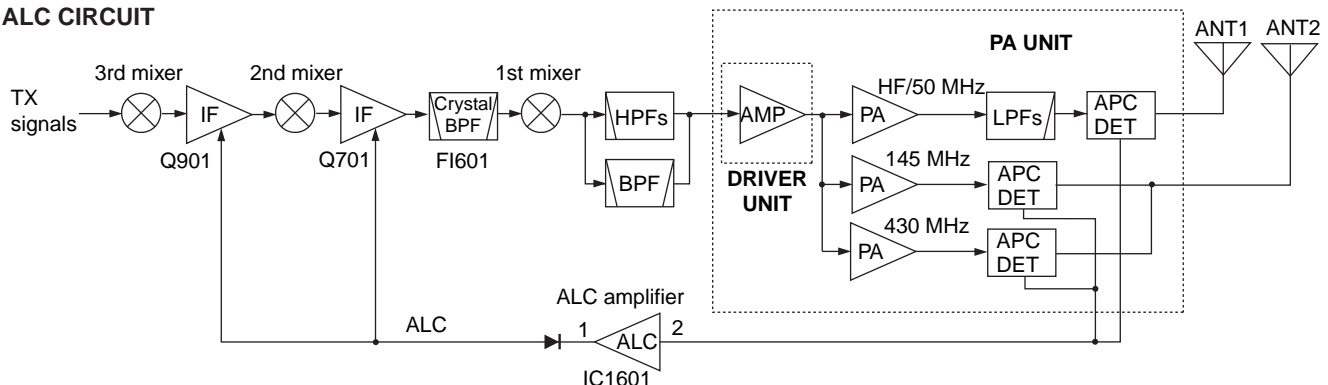 ALC CIRCUIT
PA UNIT
ANT1
ANT2
3rd mixer
2nd mixer
1st mixer
TX
signals
IF
Q901
IF
Q701
Crystal
BPF
FI601
HPFs
BPF
AMP
DRIVER
UNIT
HF/50 MHz
PA
LPFs
APC
DET
145 MHz
PA
APC
DET
430 MHz
PA
APC
DET
ALC amplifier
ALC
1
ALC
2
IC1601